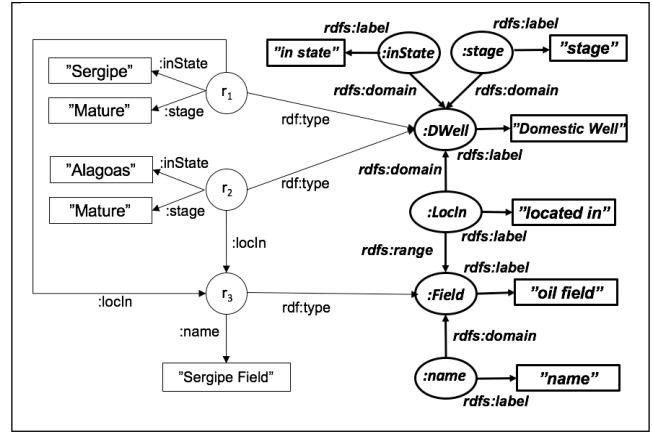 rdfs:label
rdfs:label
"in state"
:inState
:stage
"stage"
:inState
"Sergipe"
r1
rdfs:domain
rdfs:domain
"Mature"
:stage
rdf:type
:DWell
"Domestic Well"
rdfs:label
:inState
"Alagoas"
r2
rdf:type
rdfs:domain
"Mature"
:stage
:LocIn
"located in"
:locIn
rdfs:label
rdfs:range
rdfs:label
r3
:locIn
rdf:type
:Field
"oil field"
:name
rdfs:domain
"Sergipe Field"
:name
"name"
rdfs:label